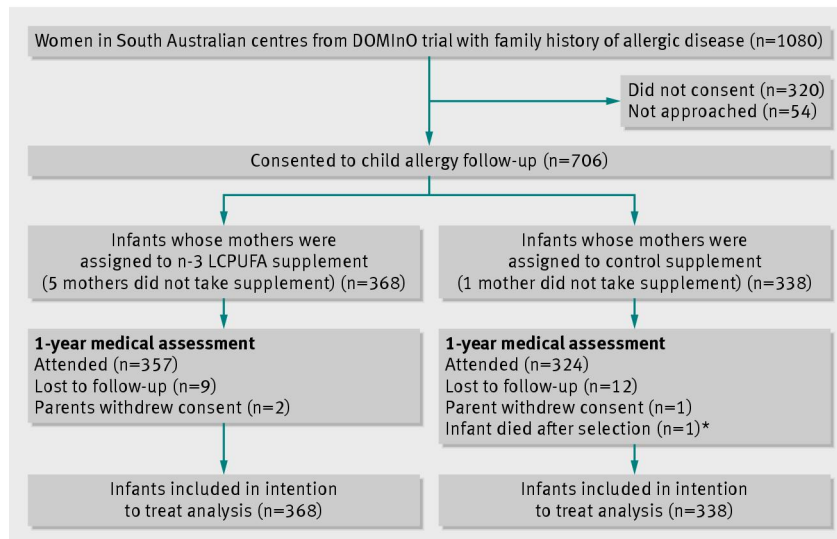 Women in South Australian centres from DOMInO trial with family history of allergic disease (n=1080)
Did not consent (n=320)
Not approached (n=54)
Consented to child allergy follow-up (n=706)
Infants whose mothers were
assigned to n-3 LCPUFA supplement
(5 mothers did not take supplement) (n=368)
Infants whose mothers were
assigned to control supplement
(1 mother did not take supplement) (n=338)
1-year medical assessment
Attended (n=357)
Lost to follow-up (n=9)
Parents withdrew consent (n=2)
1-year medical assessment
Attended (n=324)
Lost to follow-up (n=12)
Parent withdrew consent (n=1)
Infant died after selection (n=1)*
Infants included in intention
to treat analysis (n=368)
Infants included in intention
to treat analysis (n=338)